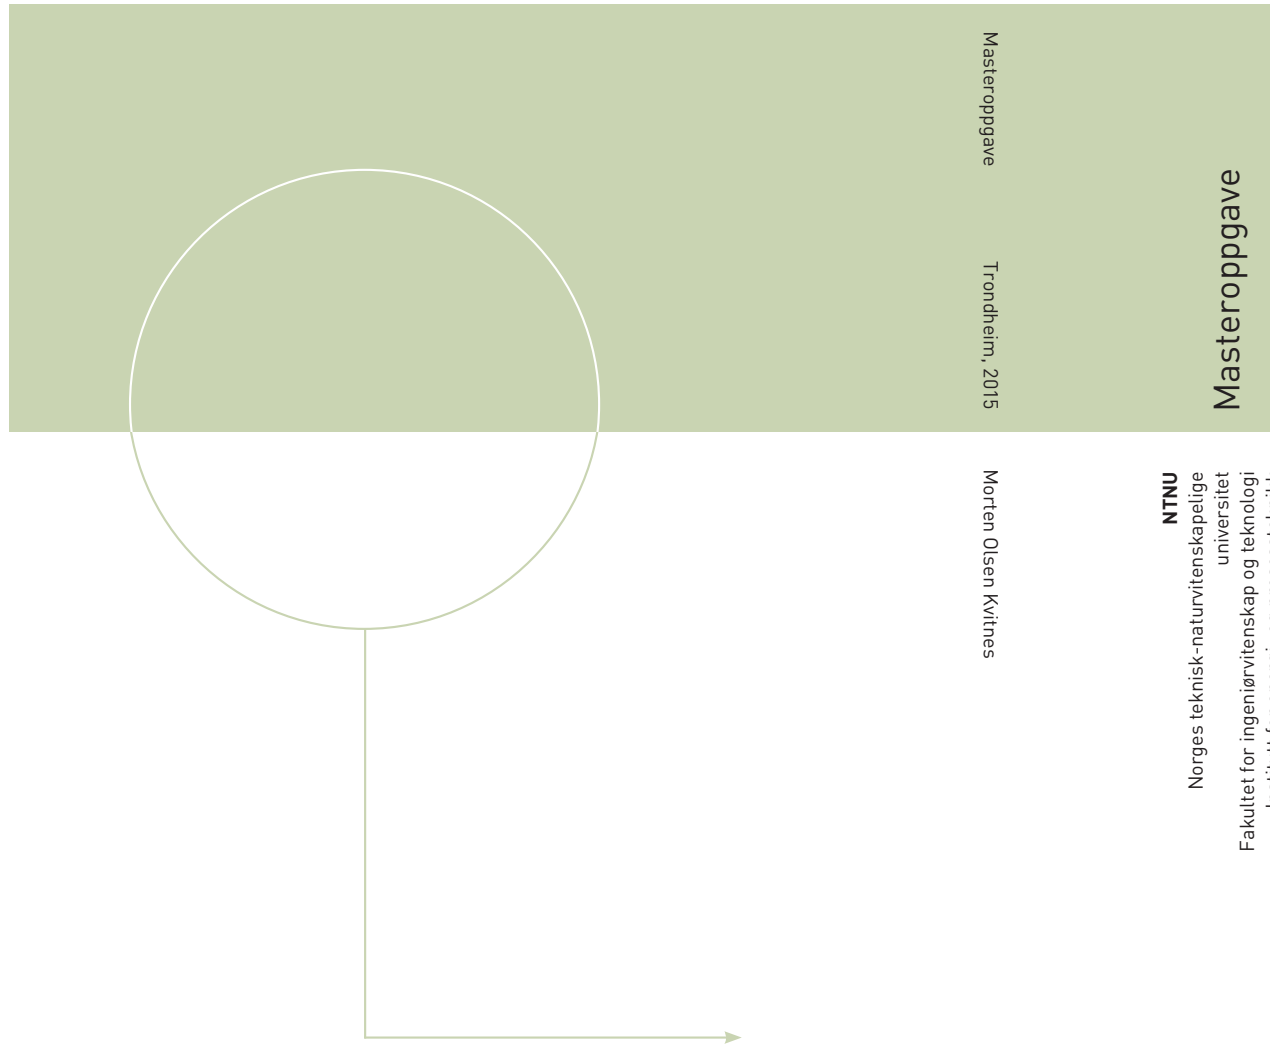 Masteroppgave
Trondheim, 2015
Morten Olsen Kvitnes
Masteroppgave
NTNU
Norges teknisk-naturvitenskapelige
universitet
Fakultet for ingeniørvitenskap og teknologi